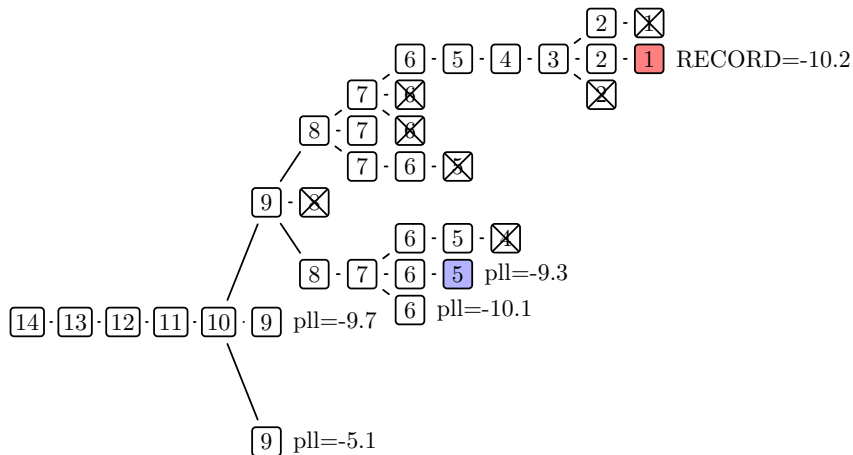 2 1
6 5 4 3 2 1 RECORD=-10.2
7 6 2
8 7 6
7 6 5
9 8
6 5 4
8 7 6 5 pll=-9.3
6 pll=-10.1
14 13 12 11 10 9 pll=-9.7
9 pll=-5.1